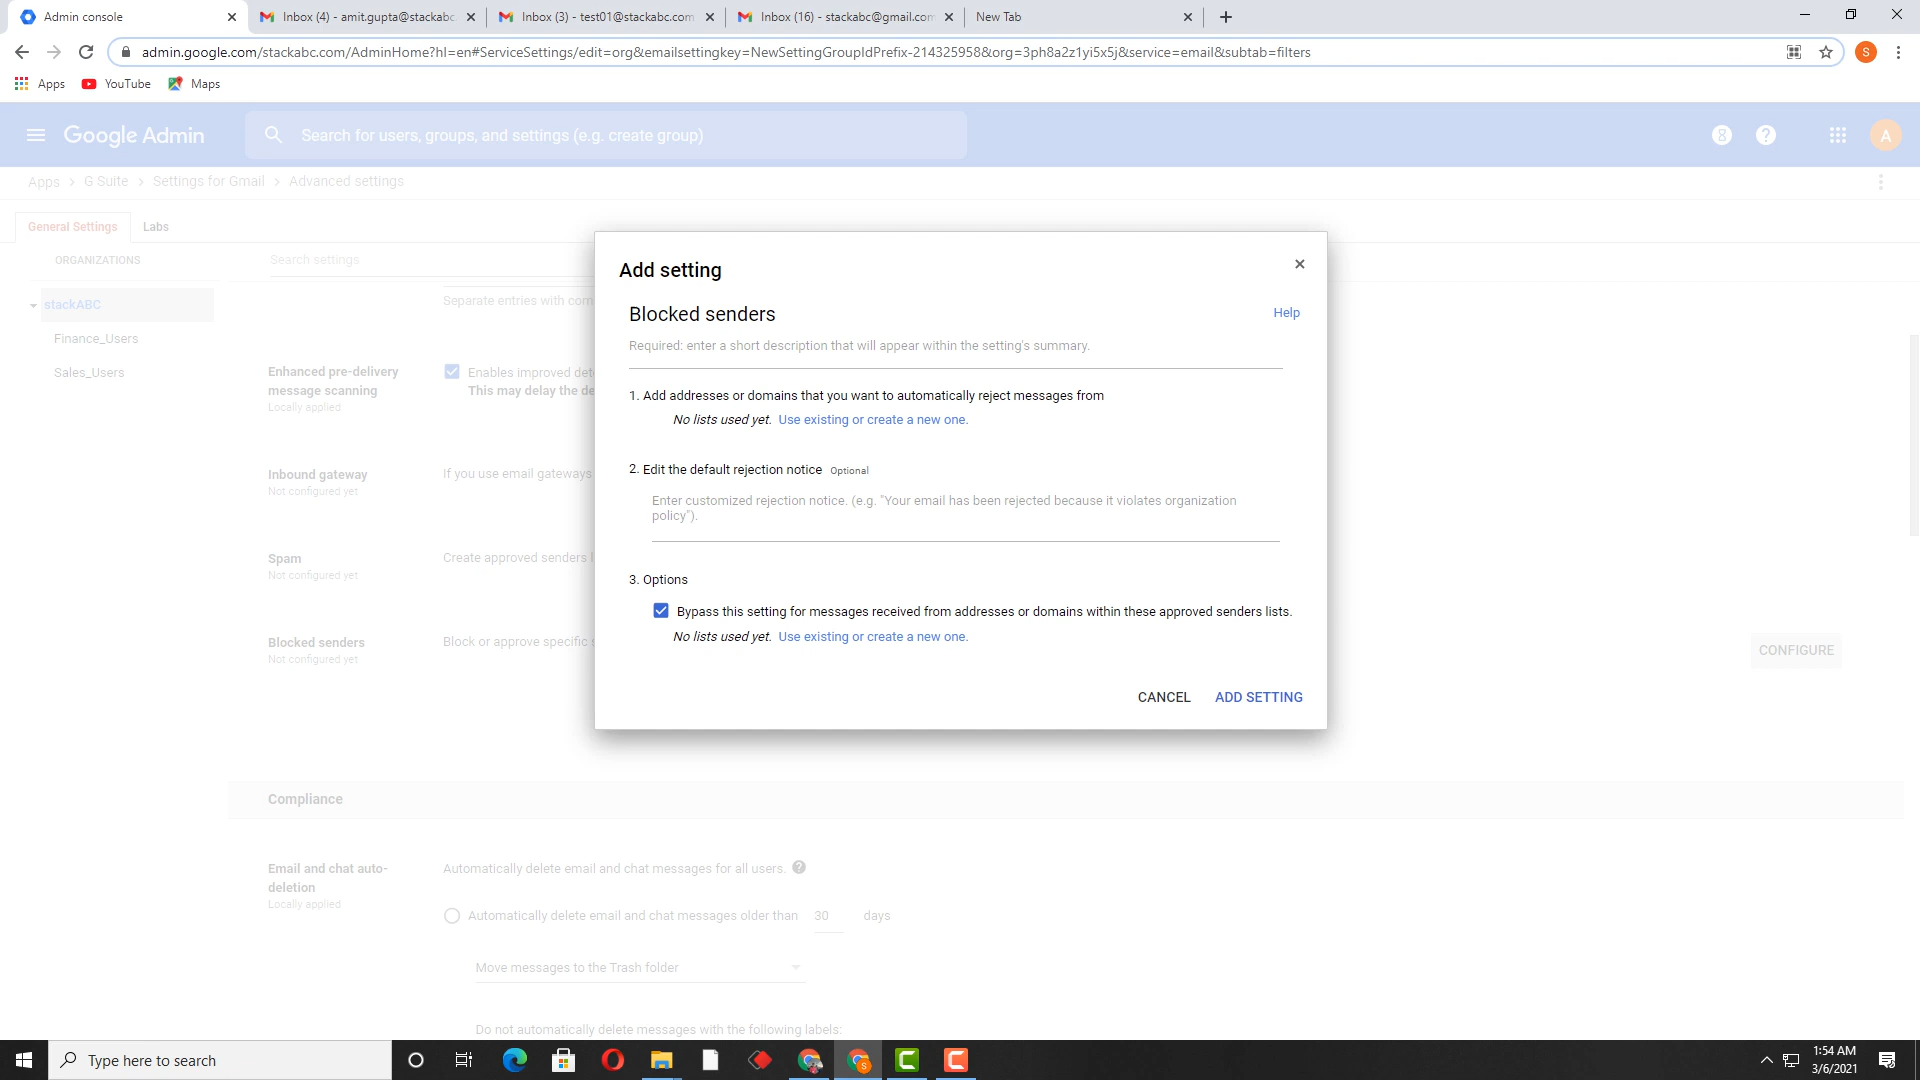 Admin console
Inbox (4) - amit.gupta@stackabc.
Inbox (3) - test01@stackabc.com
Inbox (16) - stackabc@gmail.com
New Tab
admin.google.com/stackabc.com/AdminHome?hl=en#ServiceSettings/edit=org&emailsettingkey=NewSettingGroupIdPrefix-214325958&org=3ph8a2z1yi5x5j&service=email&subtab=filters
S
Apps
YouTube
Maps
Google Admin
Search for users, groups, and settings (e.g. create group)
8
?
A
Apps > G Suite > Settings for Gmail > Advanced settings
General Settings
Labs
ORGANIZATIONS
Search settings
stackABC
Finance_Users
Sales_Users
Separate entries with com
Enhanced pre-delivery
message scanning
Locally applied
Enables improved det
This may delay the de
Inbound gateway
Not configured yet
If you use email gateways
Spam
Not configured yet
Create approved senders l
Blocked senders
Not configured yet
Block or approve specific s
CONFIGURE
Add setting
Blocked senders
Help
Required: enter a short description that will appear within the setting's summary.
1. Add addresses or domains that you want to automatically reject messages from
No lists used yet. Use existing or create a new one.
2. Edit the default rejection notice Optional
Enter customized rejection notice. (e.g. "Your email has been rejected because it violates organization
policy").
3. Options
Bypass this setting for messages received from addresses or domains within these approved senders lists.
No lists used yet. Use existing or create a new one.
CANCEL
ADD SETTING
Compliance
Email and chat auto-
deletion
Locally applied
Automatically delete email and chat messages for all users. ?
Automatically delete email and chat messages older than 30 days
Move messages to the Trash folder
Do not automatically delete messages with the following labels:
Type here to search
1:54 AM
3/6/2021